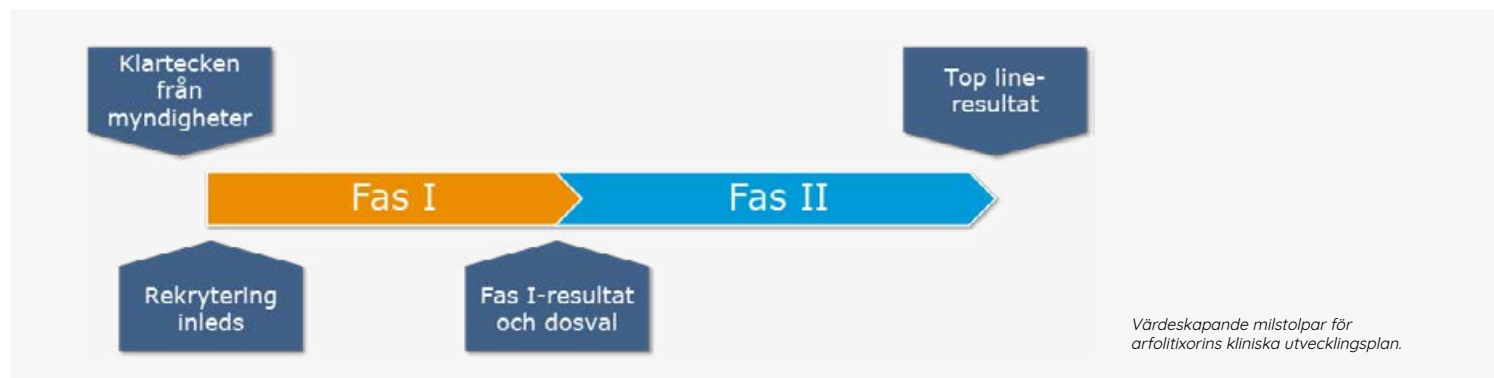 Klartecken
från
myndigheter
Top line-
resultat
Fas I
Fas II
Rekrytering
inleds
Fas I-resultat
och dosval
Värdeskapande milstolpar för
arfolitixorins kliniska utvecklingsplan.